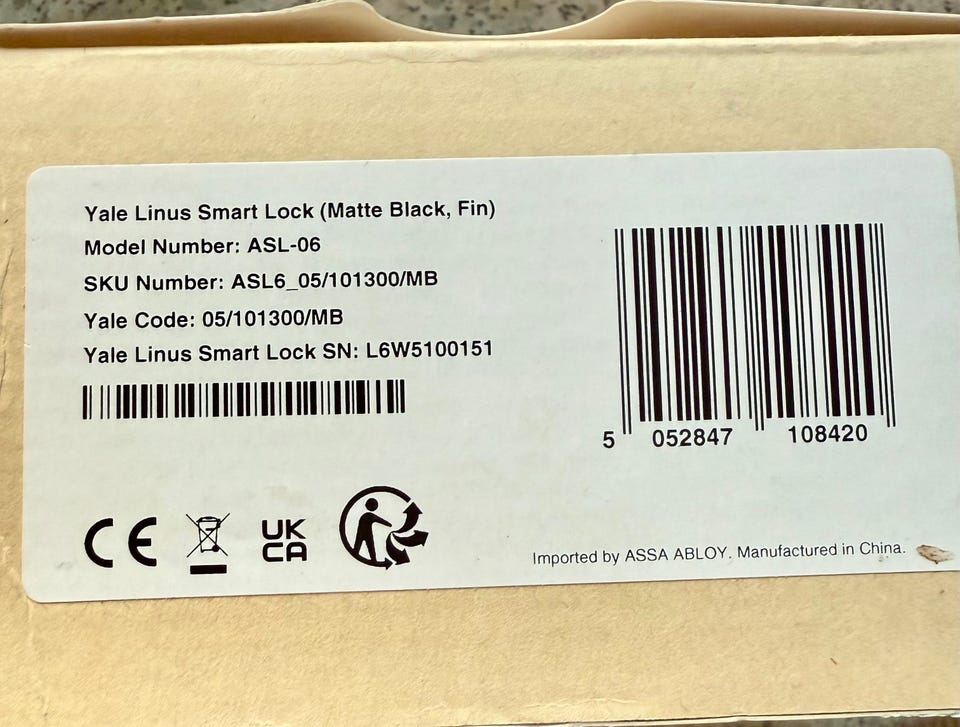 Yale Linus Smart Lock (Matte Black, Fin)
Model Number: ASL-06
SKU Number: ASL6_05/101300/MB
Yale Code: 05/101300/MB
Yale Linus Smart Lock SN: L6W5100151
5 052847 108420
CE
UK
CA
Imported by ASSA ABLOY. Manufactured in China.